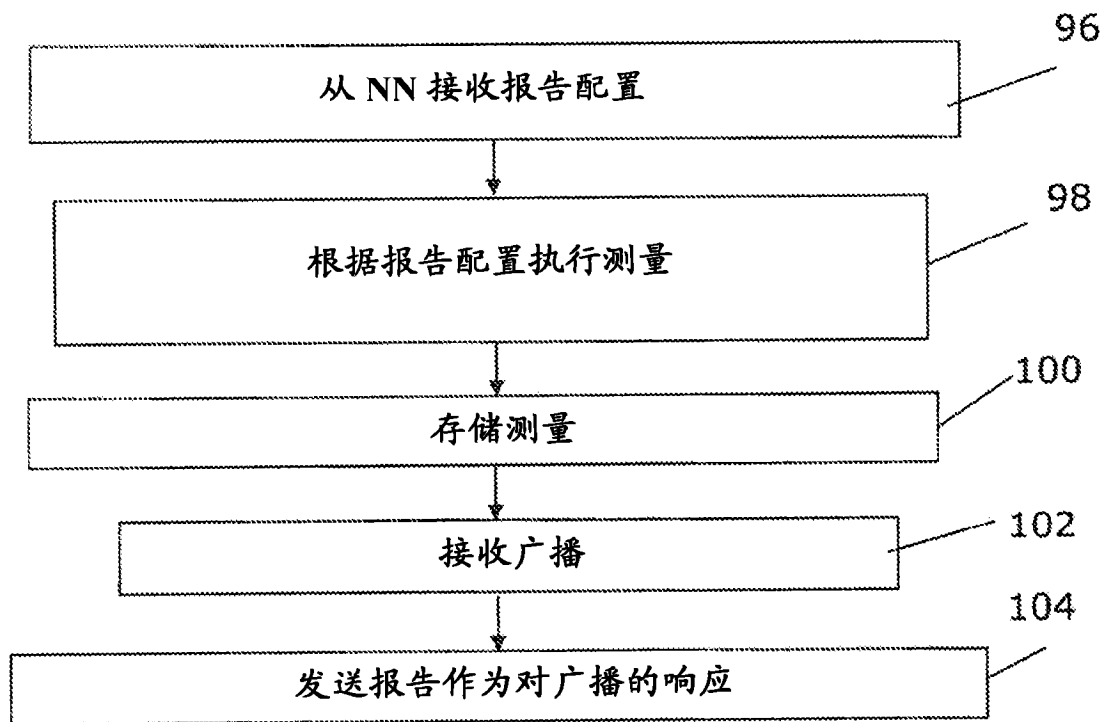 96
从 NN 接收报告配置
98
根据报告配置执行测量
100
存储测量
102
接收广播
104
发送报告作为对广播的响应